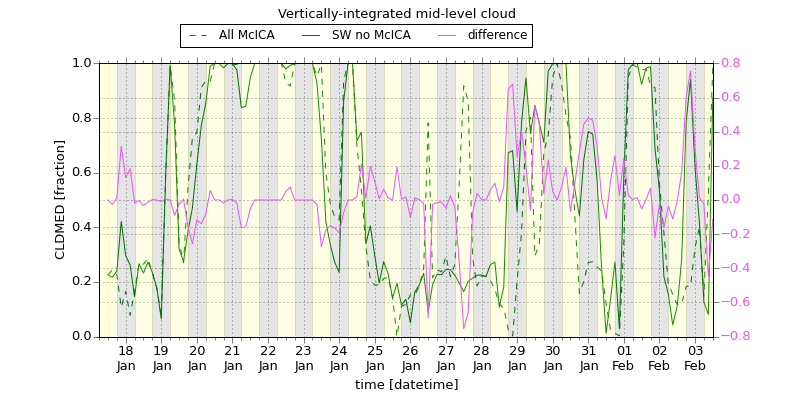 Vertically-integrated mid-level cloud
All McICA SW no McICA difference
CLDMED [fraction]
1.0
0.8
0.6
0.4
0.2
0.0
0.8
0.6
0.4
0.2
0.0
−0.2
−0.4
−0.6
−0.8
18 19 20 21 22 23 24 25 26 27 28 29 30 31 01 02 03
Jan Jan Jan Jan Jan Jan Jan Jan Jan Jan Jan Jan Jan Jan Feb Feb Feb
time [datetime]